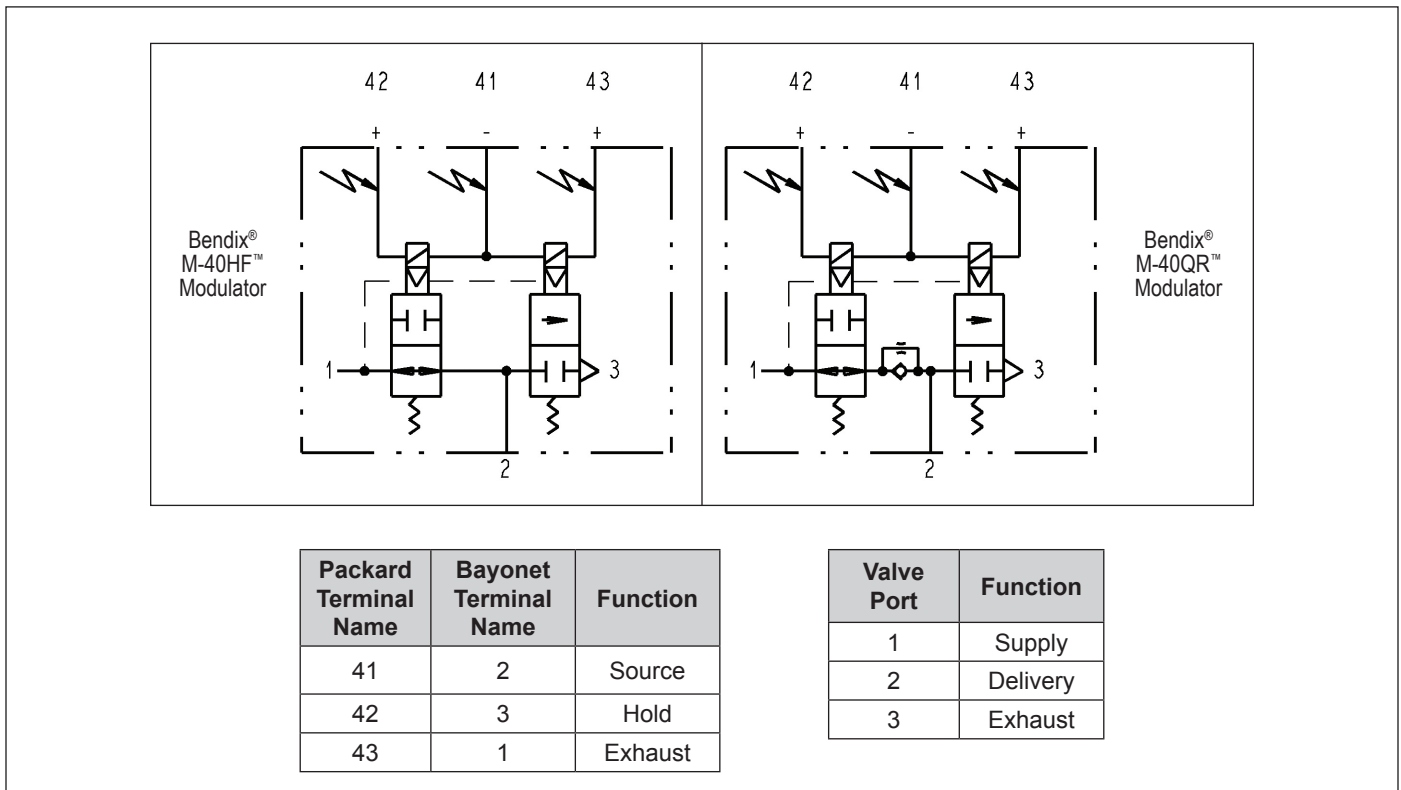 42 41 43
+ - +
Bendix®
M-40HF™
Modulator
1
3
2
42 41 43
+ - +
Bendix®
M-40QR™
Modulator
1
3
2
Packard Terminal Name Bayonet Terminal Name Function
41 2 Source
42 3 Hold
43 1 Exhaust
Valve Port Function
1 Supply
2 Delivery
3 Exhaust